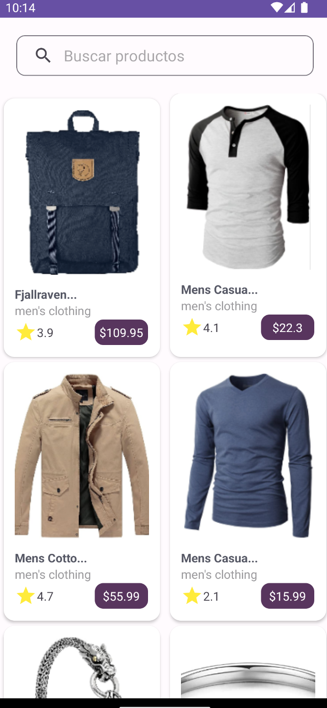 10:14
Buscar productos
Fjallraven...
men's clothing
3.9
$109.95
Mens Casua...
men's clothing
4.1
$22.3
Mens Cotto...
men's clothing
4.7
$55.99
Mens Casua...
men's clothing
2.1
$15.99